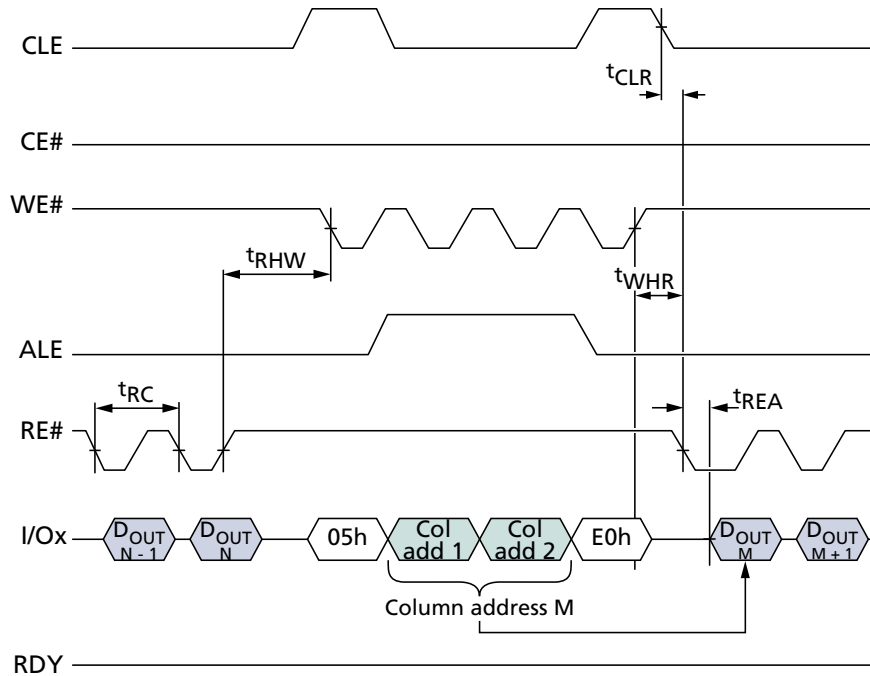 CLE
tCLR
CE#
WE#
tRHW
tWHR
ALE
tRC
tREA
RE#
I/Ox
DOUT
N - 1
DOUT
N
05h
Col
add 1
Col
add 2
E0h
DOUT
M
DOUT
M + 1
Column address M
RDY